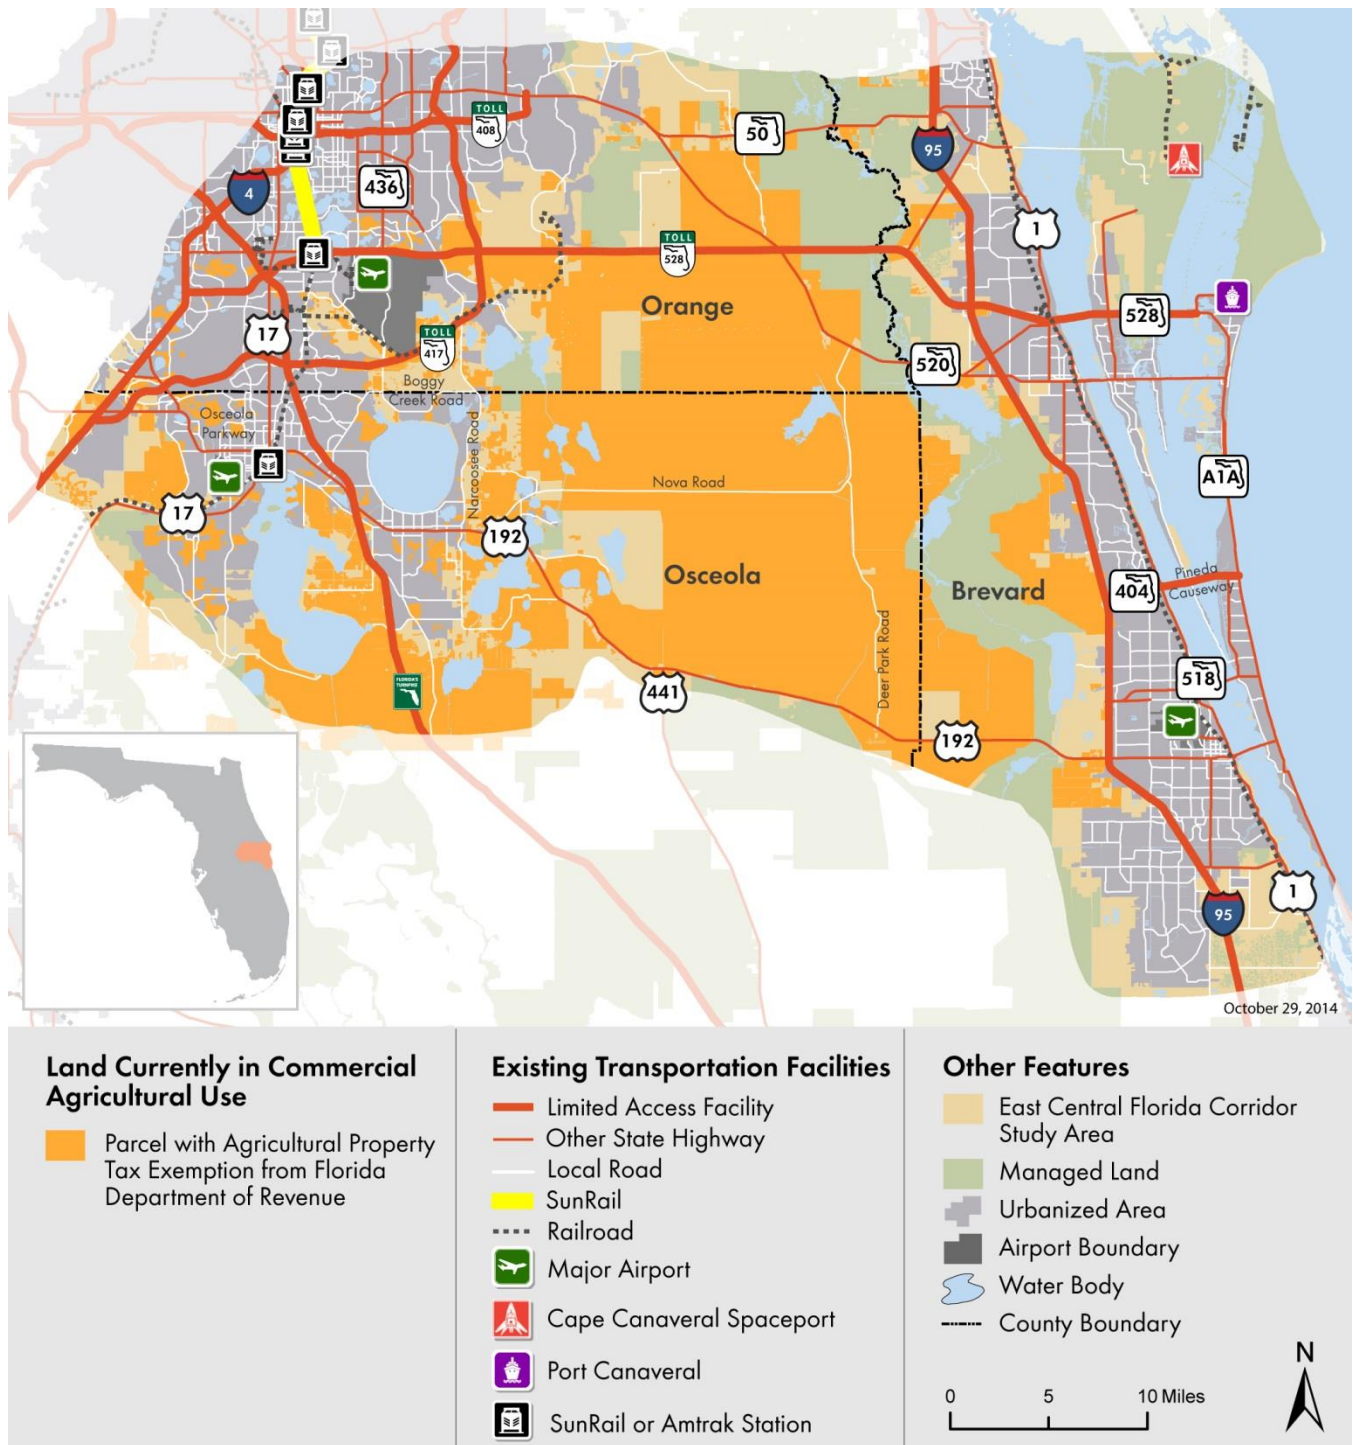 TOLL
408
50
95
4
436
1
TOLL
528
Orange
528
17
TOLL
417
520
Boggy
Creek Road
Osceola
Parkway
Narcoossee Road
A1A
Nova Road
17
192
Osceola
Brevard
404
Pineda
Causeway
Deer Park Road
518
FLORIDA'S
TURNPIKE
441
192
1
95
October 29, 2014
Land Currently in Commercial
Agricultural Use
Parcel with Agricultural Property
Tax Exemption from Florida
Department of Revenue
Existing Transportation Facilities
Limited Access Facility
Other State Highway
Local Road
SunRail
Railroad
Major Airport
Cape Canaveral Spaceport
Port Canaveral
SunRail or Amtrak Station
Other Features
East Central Florida Corridor
Study Area
Managed Land
Urbanized Area
Airport Boundary
Water Body
County Boundary
N
0 5 10 Miles